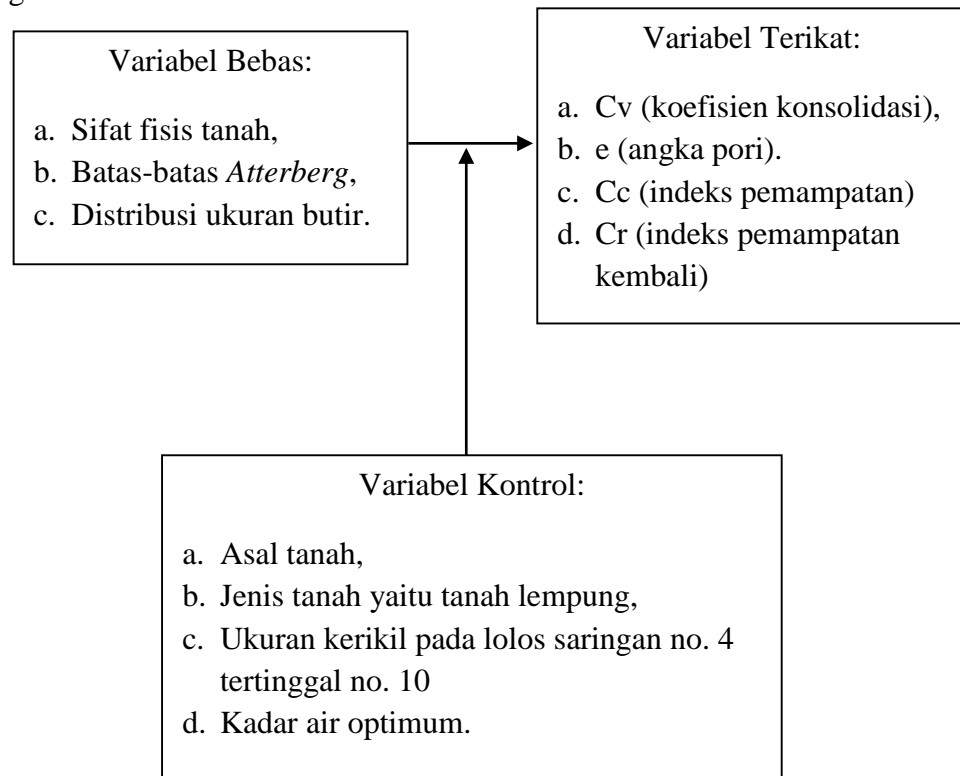 g
Variabel Bebas:
a. Sifat fisis tanah,
b. Batas-batas Atterberg,
c. Distribusi ukuran butir.
Variabel Terikat:
a. Cv (koefisien konsolidasi),
b. e (angka pori).
c. Cc (indeks pemampatan)
d. Cr (indeks pemampatan
kembali)
Variabel Kontrol:
a. Asal tanah,
b. Jenis tanah yaitu tanah lempung,
c. Ukuran kerikil pada lolos saringan no. 4
tertinggal no. 10
d. Kadar air optimum.